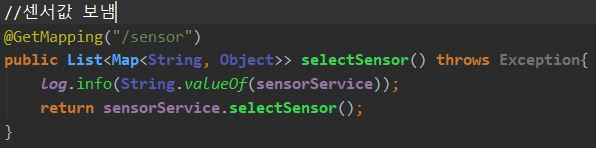 //센서값 보냄
@GetMapping("/sensor")
public List<Map<String, Object>> selectSensor() throws Exception{
    log.info(String.valueOf(sensorService));
    return sensorService.selectSensor();
}